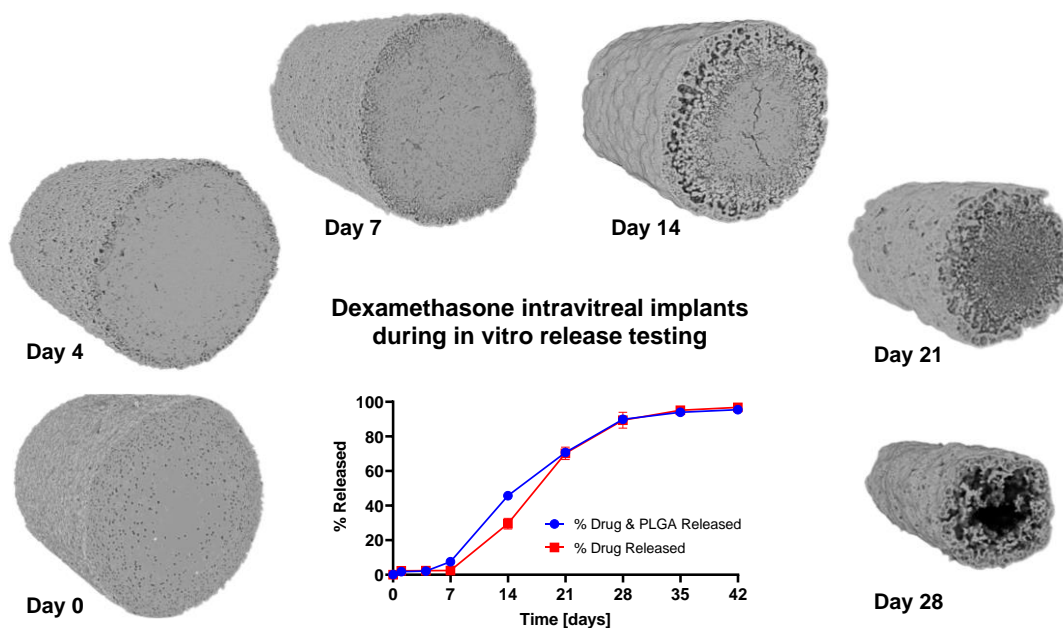 Day 7
Day 14
Day 4
Dexamethasone intravitreal implants
during in vitro release testing
Day 21
Day 0
100
80
60
40
20
0
% Released
% Drug & PLGA Released
% Drug Released
0 7 14 21 28 35 42
Time [days]
Day 28